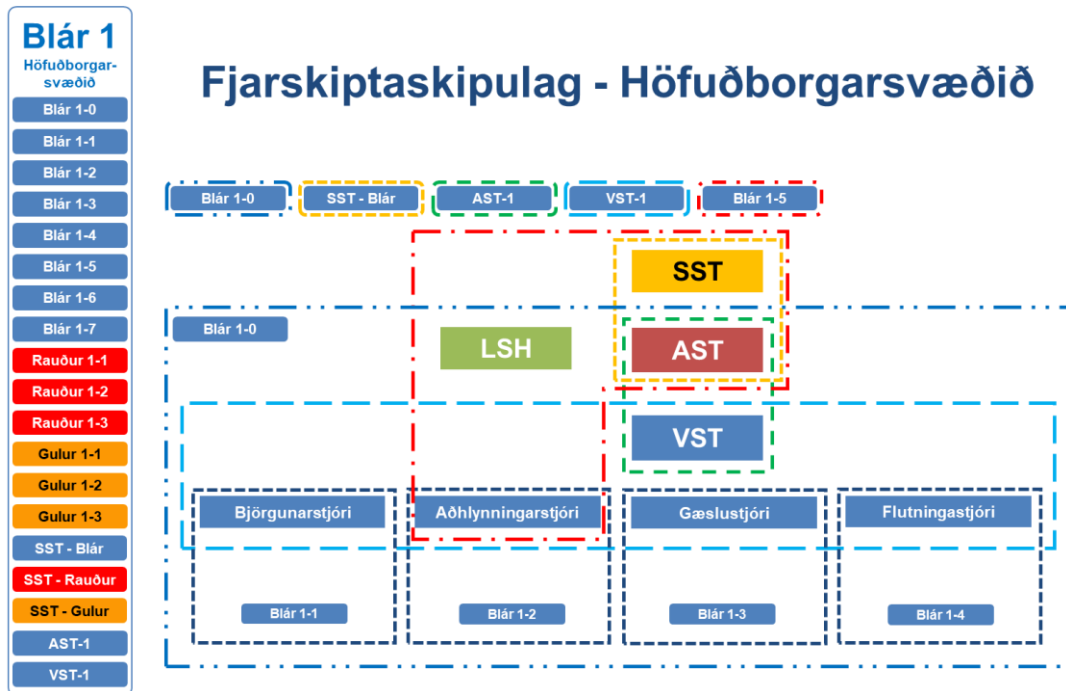 Blár 1
Höfuðborgar-
svæðið
Blár 1-0
Blár 1-1
Blár 1-2
Blár 1-3
Blár 1-4
Blár 1-5
Blár 1-6
Blár 1-7
Rauður 1-1
Rauður 1-2
Rauður 1-3
Gulur 1-1
Gulur 1-2
Gulur 1-3
SST - Blár
SST - Rauður
SST - Gulur
AST-1
VST-1
Fjarskiptaskipulag - Höfuðborgarsvæðið
Blár 1-0
SST - Blár
AST-1
VST-1
Blár 1-5
SST
Blár 1-0
LSH
AST
VST
Björgunarstjóri
Aðhlynningarstjóri
Gæslustjóri
Flutningastjóri
Blár 1-1
Blár 1-2
Blár 1-3
Blár 1-4